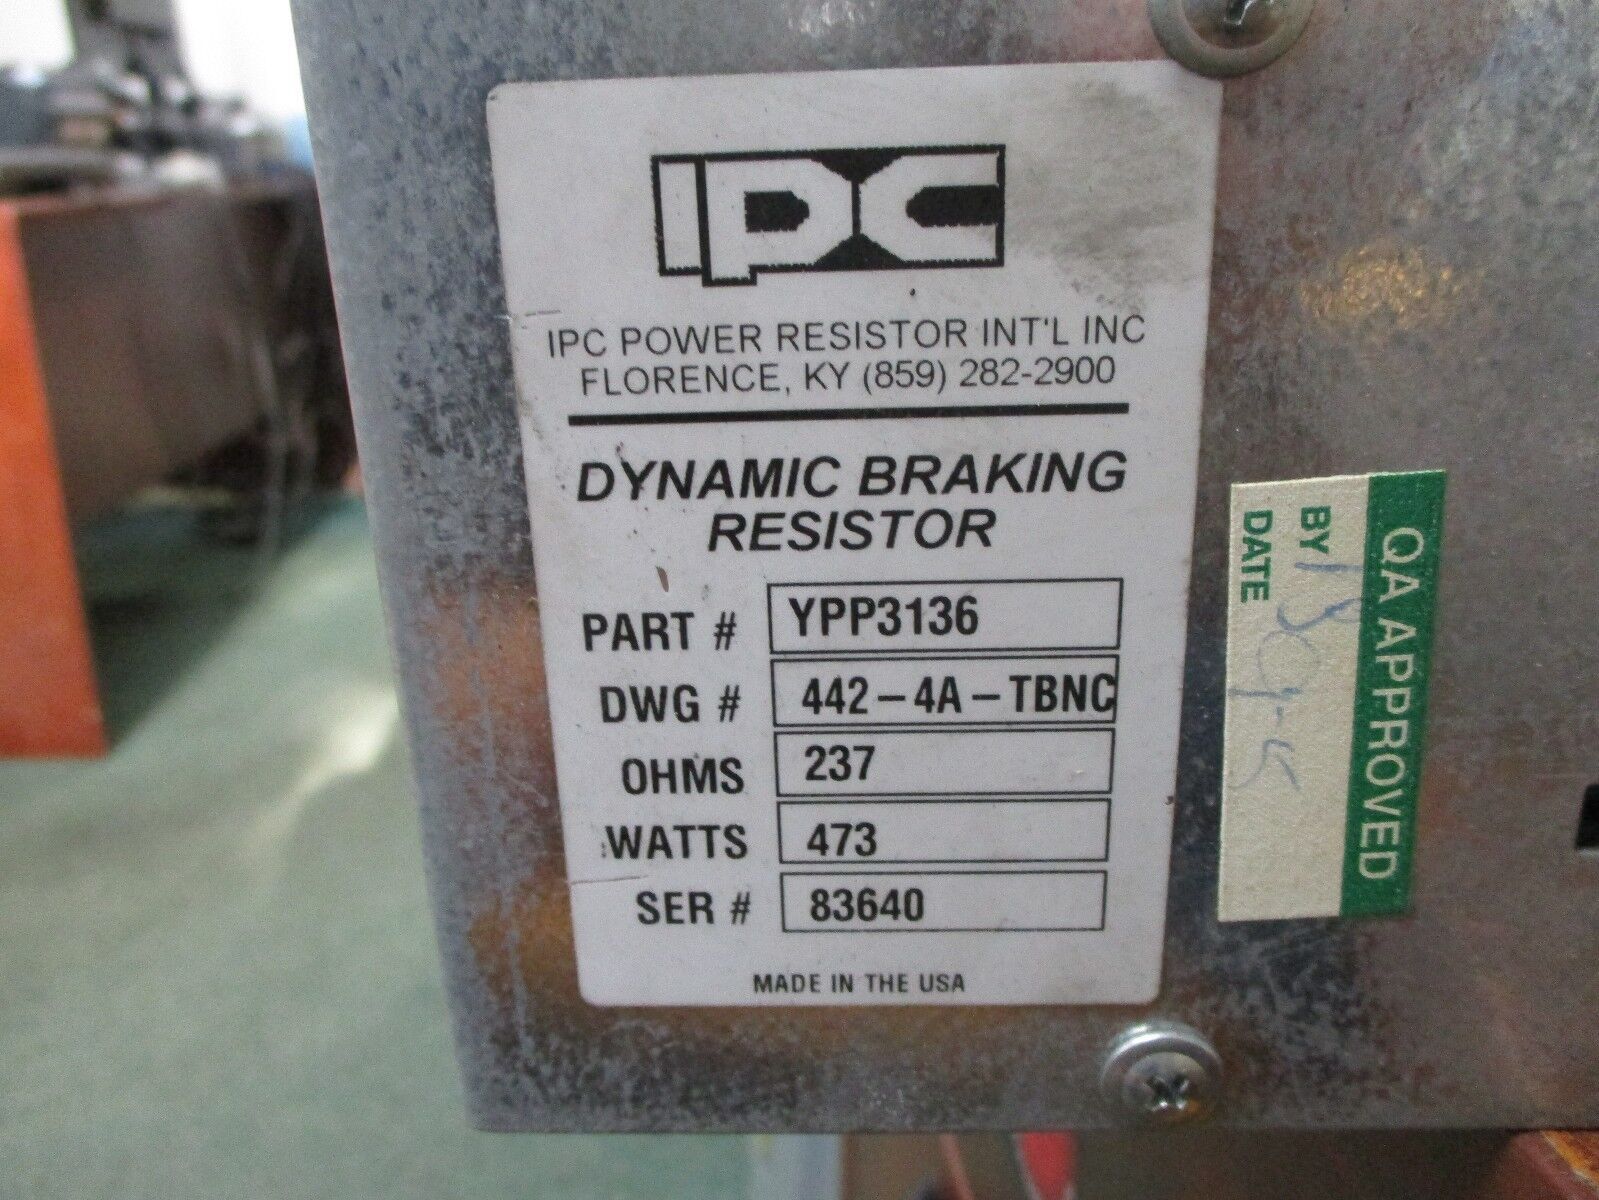 IPC
IPC POWER RESISTOR INT'L INC
FLORENCE, KY (859) 282-2900
DYNAMIC BRAKING
RESISTOR
PART # YPP3136
DWG # 442-4A-TBNC
OHMS 237
WATTS 473
SER # 83640
MADE IN THE USA
QA APPROVED
BY
DATE